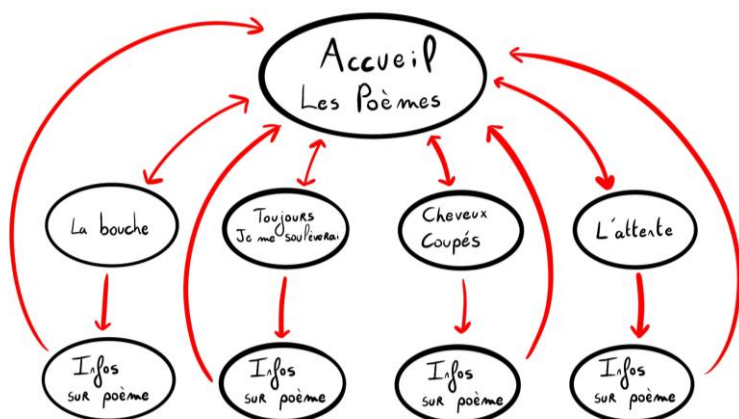 Accueil
Les Poèmes
La bouche
Toujours
Je me soulèverai
Cheveux
Coupés
L'attente
Infos
sur poème
Infos
sur poème
Infos
sur poème
Infos
sur poème